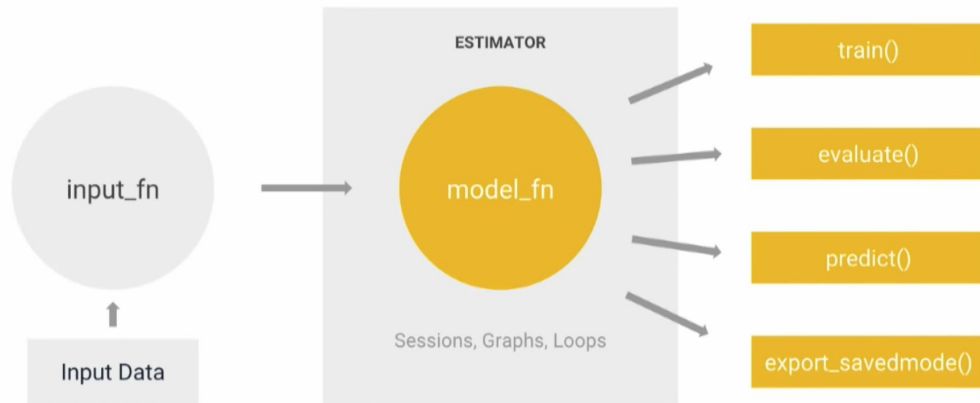 ESTIMATOR
train()
evaluate()
input_fn
model_fn
predict()
Sessions, Graphs, Loops
Input Data
export_savedmode()